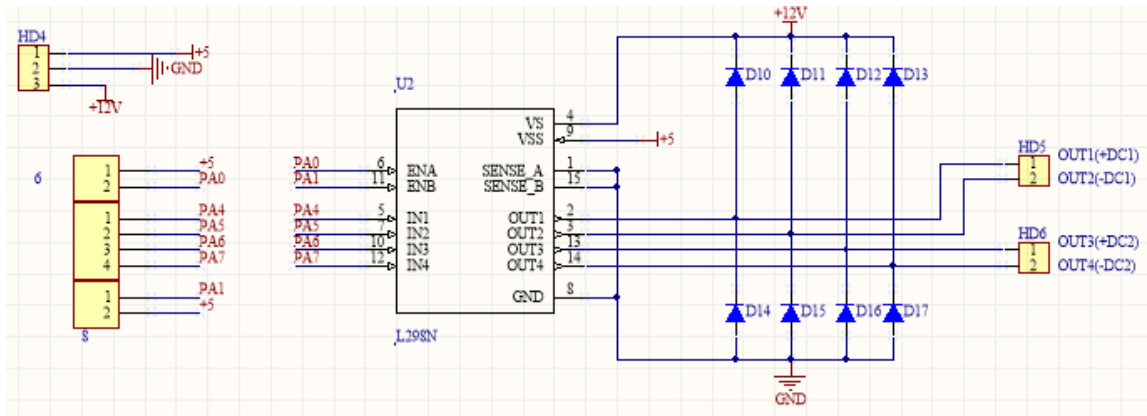 +12V
HD4
1
+5
2
GND
3
+12V
D10
D11
D12
D13
U2
VS
4
VSS
9
+5
6
1
+5
2
PA0
PA0
6
ENA
SENSE_A
1
PA1
11
ENB
SENSE_B
15
HD5
1
OUT1(+DC1)
2
OUT2(-DC1)
1
PA4
2
PA5
3
PA6
4
PA7
PA4
5
IN1
OUT1
2
PA5
7
IN2
OUT2
3
PA6
10
IN3
OUT3
13
PA7
12
IN4
OUT4
14
HD6
1
OUT3(+DC2)
2
OUT4(-DC2)
1
PA1
2
+5
8
GND
8
D14
D15
D16
D17
L298N
GND